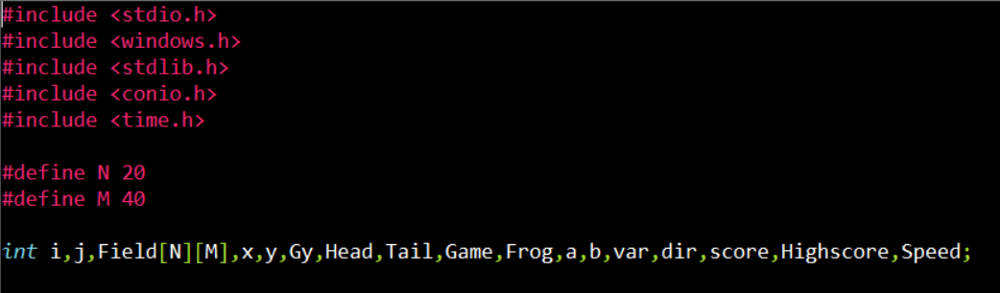 #include <stdio.h>
#include <windows.h>
#include <stdlib.h>
#include <conio.h>
#include <time.h>
#define N 20
#define M 40
int i,j,Field[N][M],x,y,Gy,Head,Tail,Game,Frog,a,b,var,dir,score,Highscore,Speed;